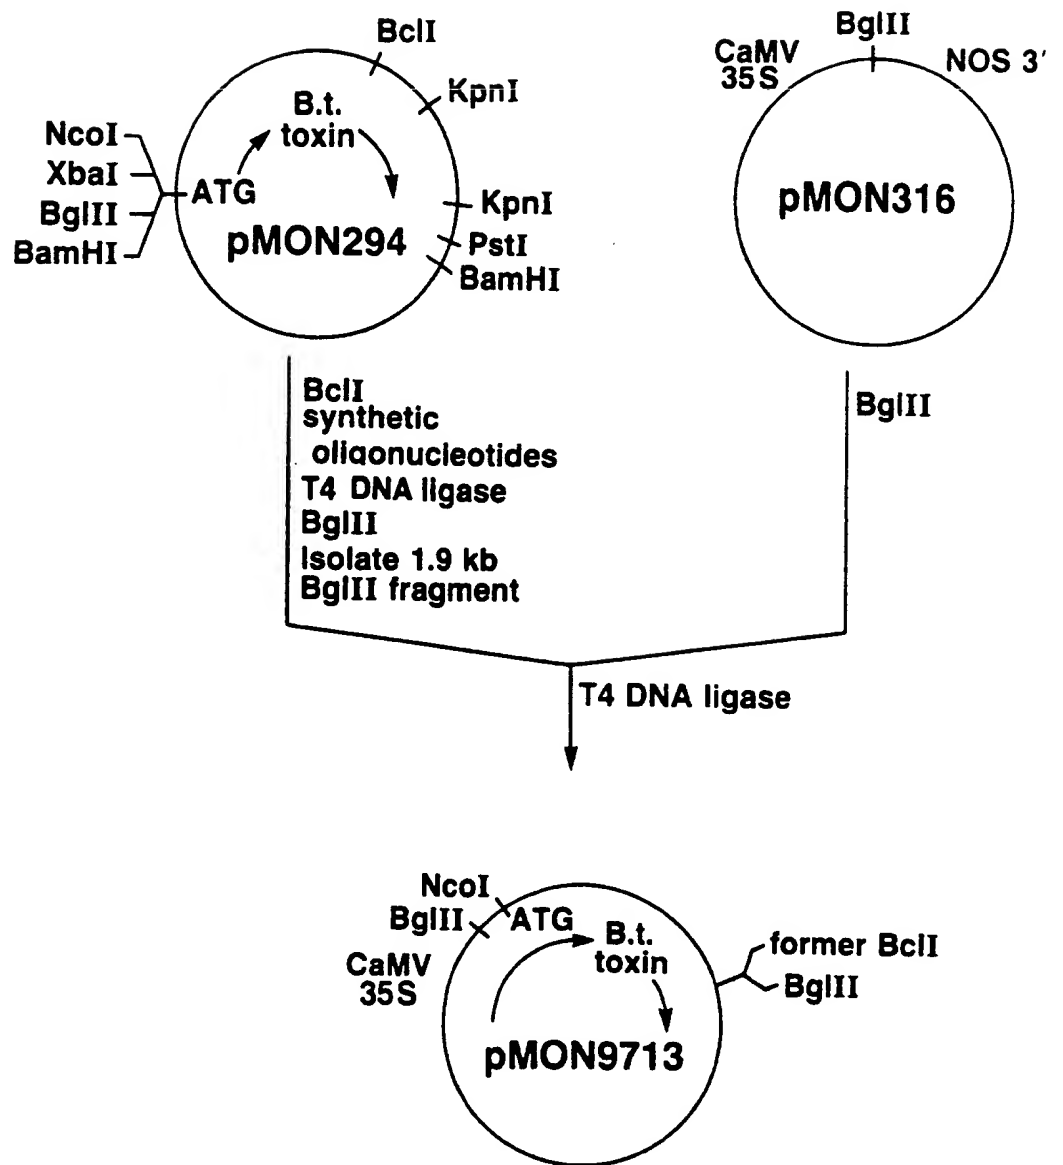 BclI
KpnI
B.t.
toxin
NcoI
XbaI
BglII
BamHI
ATG
KpnI
PstI
BamHI
pMON294
BglII
CaMV
35S
NOS 3'
pMON316
BclI
synthetic
oligonucleotides
T4 DNA ligase
BglII
Isolate 1.9 kb
BglII fragment
BglII
T4 DNA ligase
NcoI
BglII
ATG
B.t.
toxin
CaMV
35S
former BclI
BglII
pMON9713